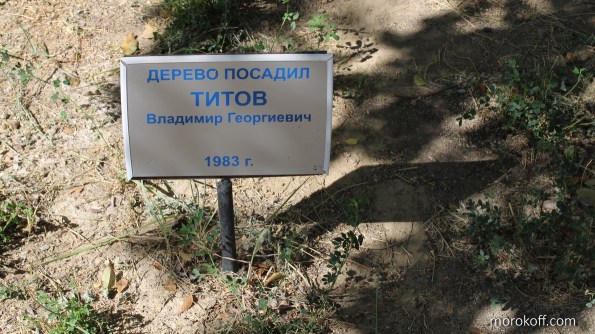 ДЕРЕВО ПОСАДИЛ
ТИТОВ
Владимир Георгиевич
1983 г.
morokoff.com